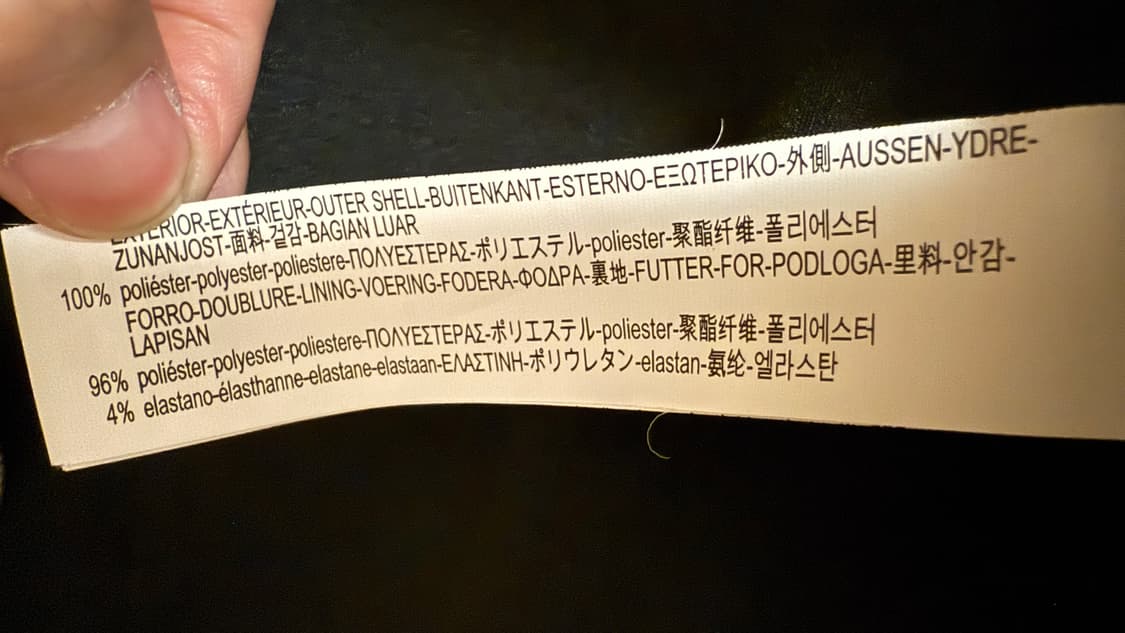 EXTERIOR-EXTÉRIEUR-OUTER SHELL-BUITENKANT-ESTERNO-ΕΞΩΤΕΡΙΚΟ-外側-AUSSEN-YDRE-
ZUNANJOST-面料-겉감-BAGIAN LUAR
100% poliéster-polyester-poliestere-ΠΟΛΥΕΣΤΕΡΑΣ-ポリエステル-poliester-聚酯纤维-폴리에스터
FORRO-DOUBLURE-LINING-VOERING-FODERA-ΦΟΔΡΑ-裏地-FUTTER-FOR-PODLOGA-里料-안감-
LAPISAN
96% poliéster-polyester-poliestere-ΠΟΛΥΕΣΤΕΡΑΣ-ポリエステル-poliester-聚酯纤维-폴리에스터
4% elastano-élasthanne-elastane-elastaan-ΕΛΑΣΤΙΝΗ-ポリウレタン-elastan-氨纶-엘라스탄